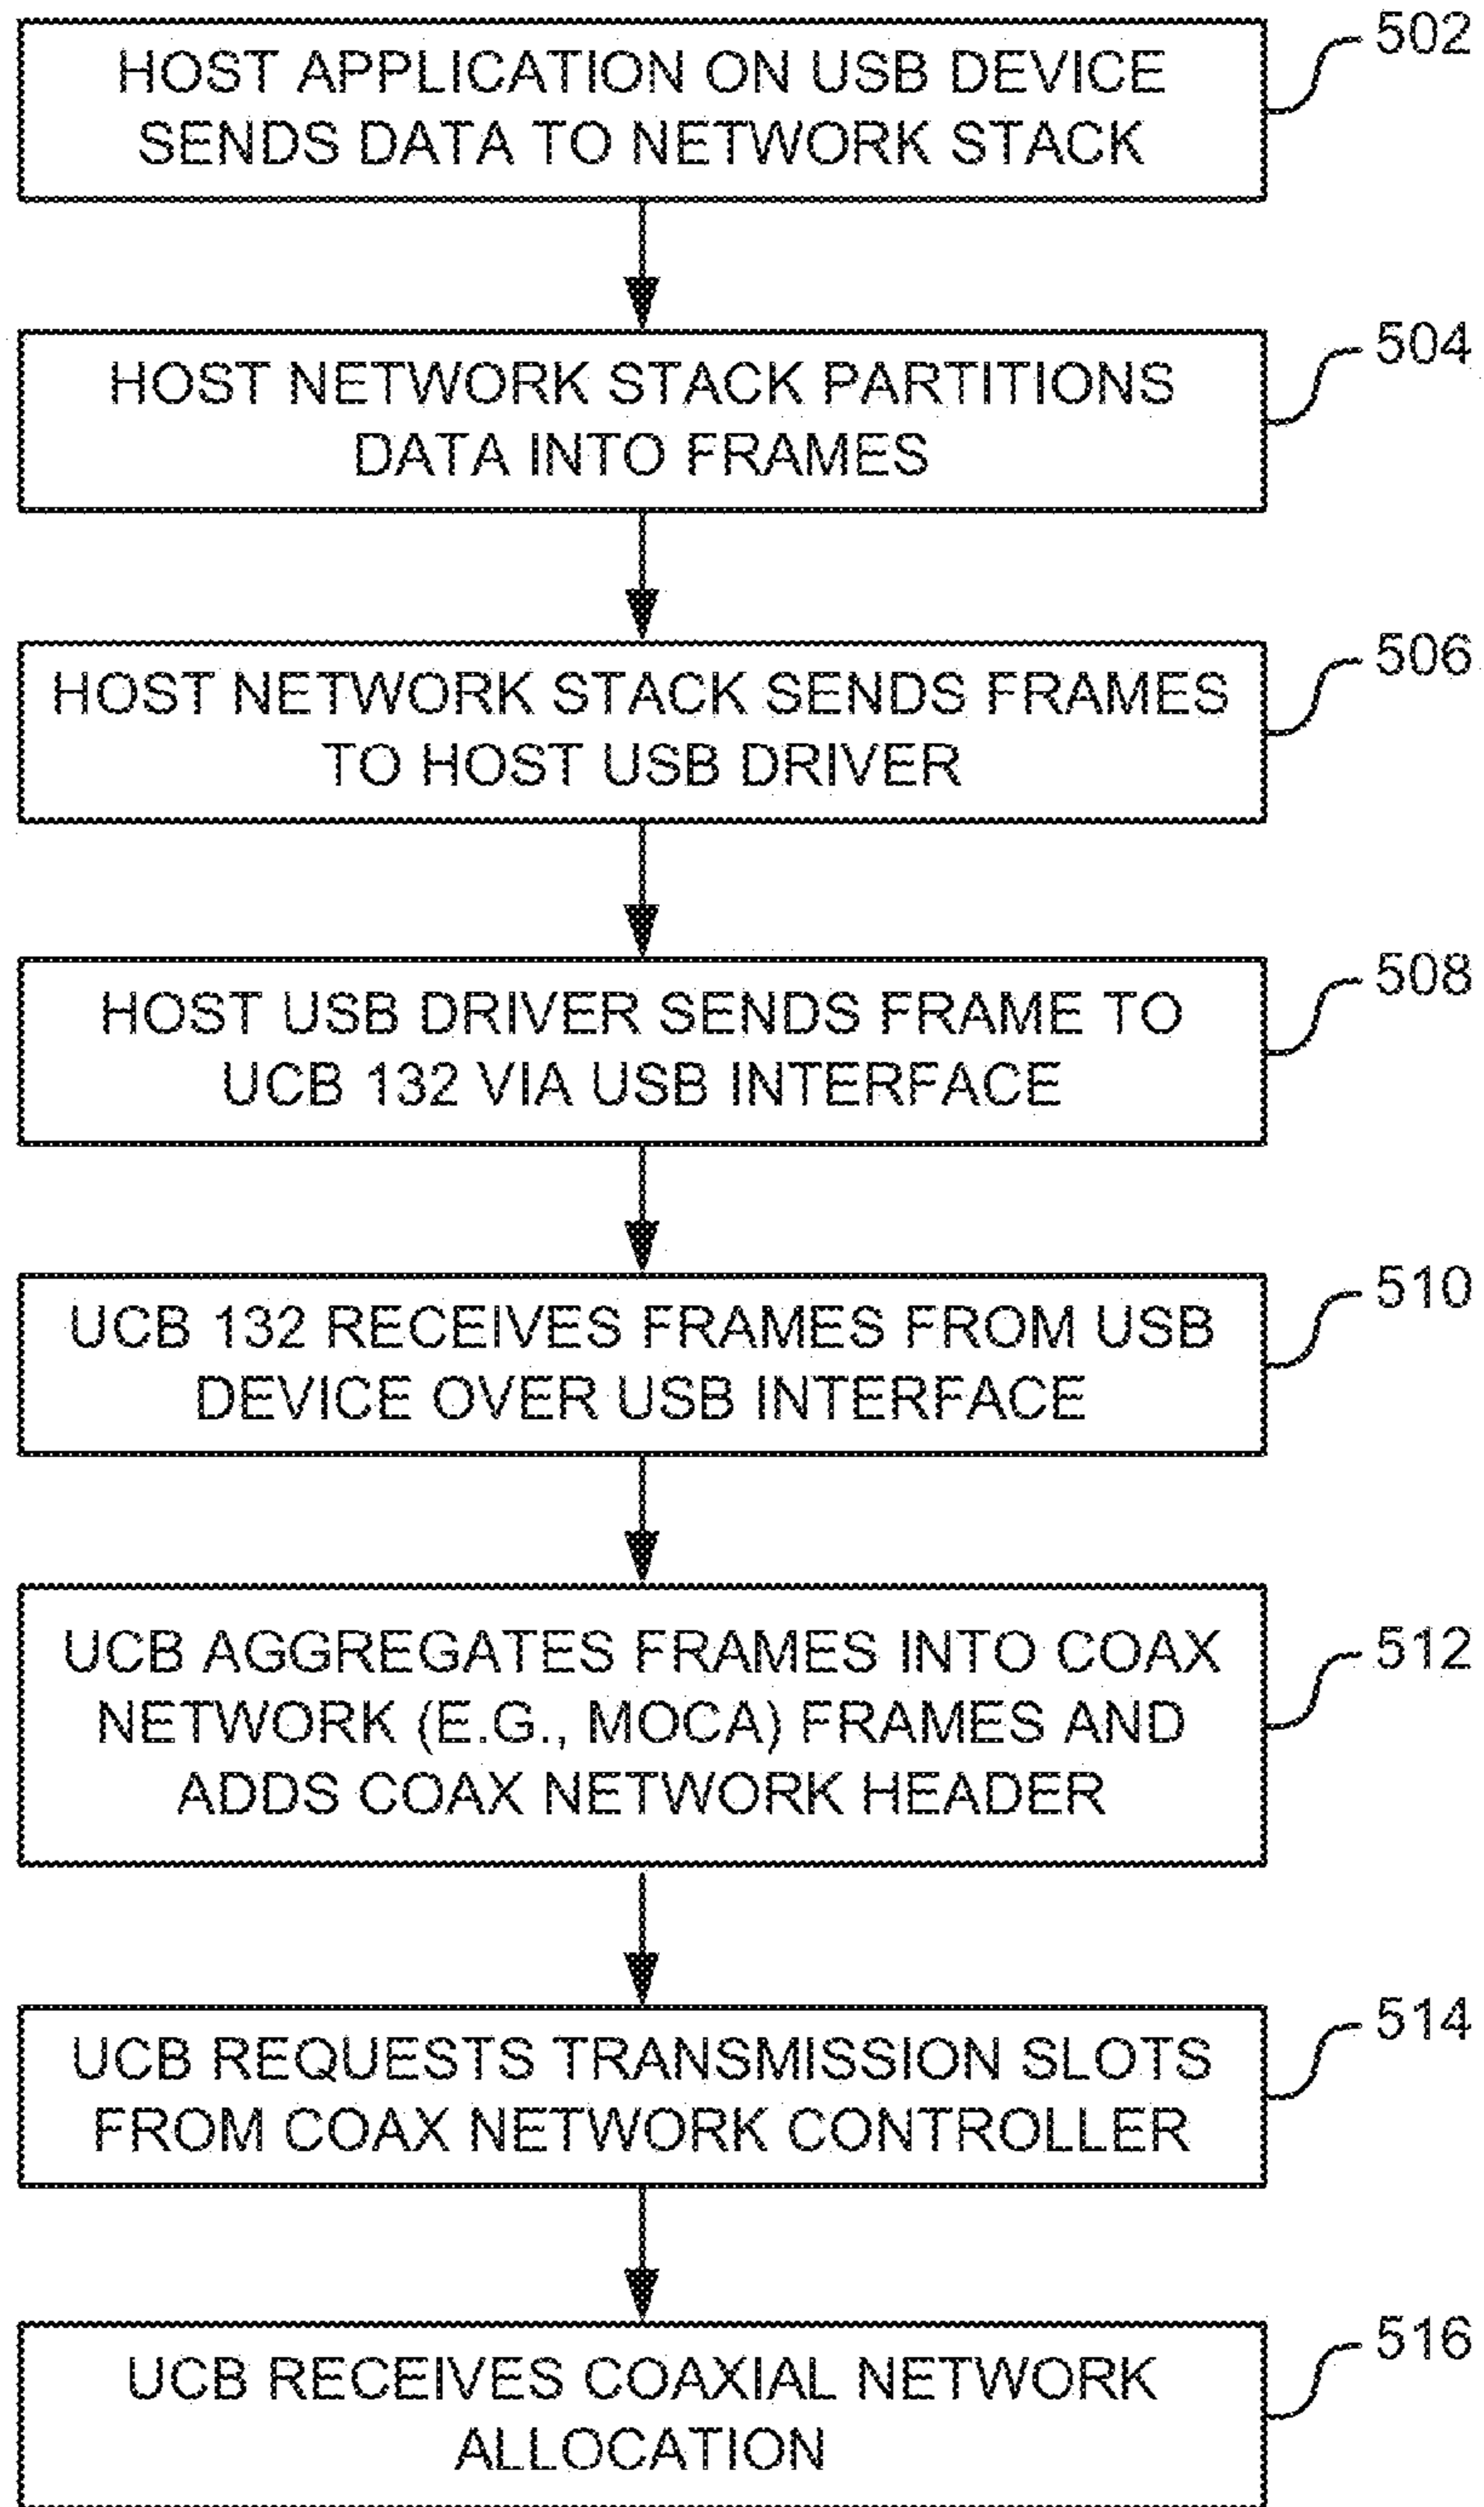 HOST APPLICATION ON USB DEVICE
SENDS DATA TO NETWORK STACK
502
HOST NETWORK STACK PARTITIONS
DATA INTO FRAMES
504
HOST NETWORK STACK SENDS FRAMES
TO HOST USB DRIVER
506
HOST USB DRIVER SENDS FRAME TO
UCB 132 VIA USB INTERFACE
508
UCB 132 RECEIVES FRAMES FROM USB
DEVICE OVER USB INTERFACE
510
UCB AGGREGATES FRAMES INTO COAX
NETWORK (E.G., MOCA) FRAMES AND
ADDS COAX NETWORK HEADER
512
UCB REQUESTS TRANSMISSION SLOTS
FROM COAX NETWORK CONTROLLER
514
UCB RECEIVES COAXIAL NETWORK
ALLOCATION
516